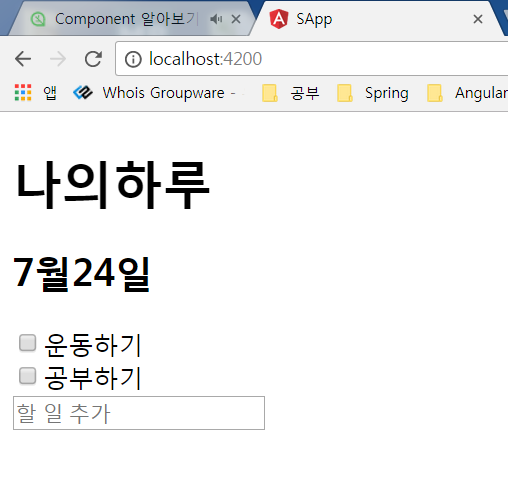 Component 알아보기
SApp
localhost:4200
앱 Whois Groupware - 공부 Spring Angular
나의하루
7월24일
운동하기
공부하기
할 일 추가